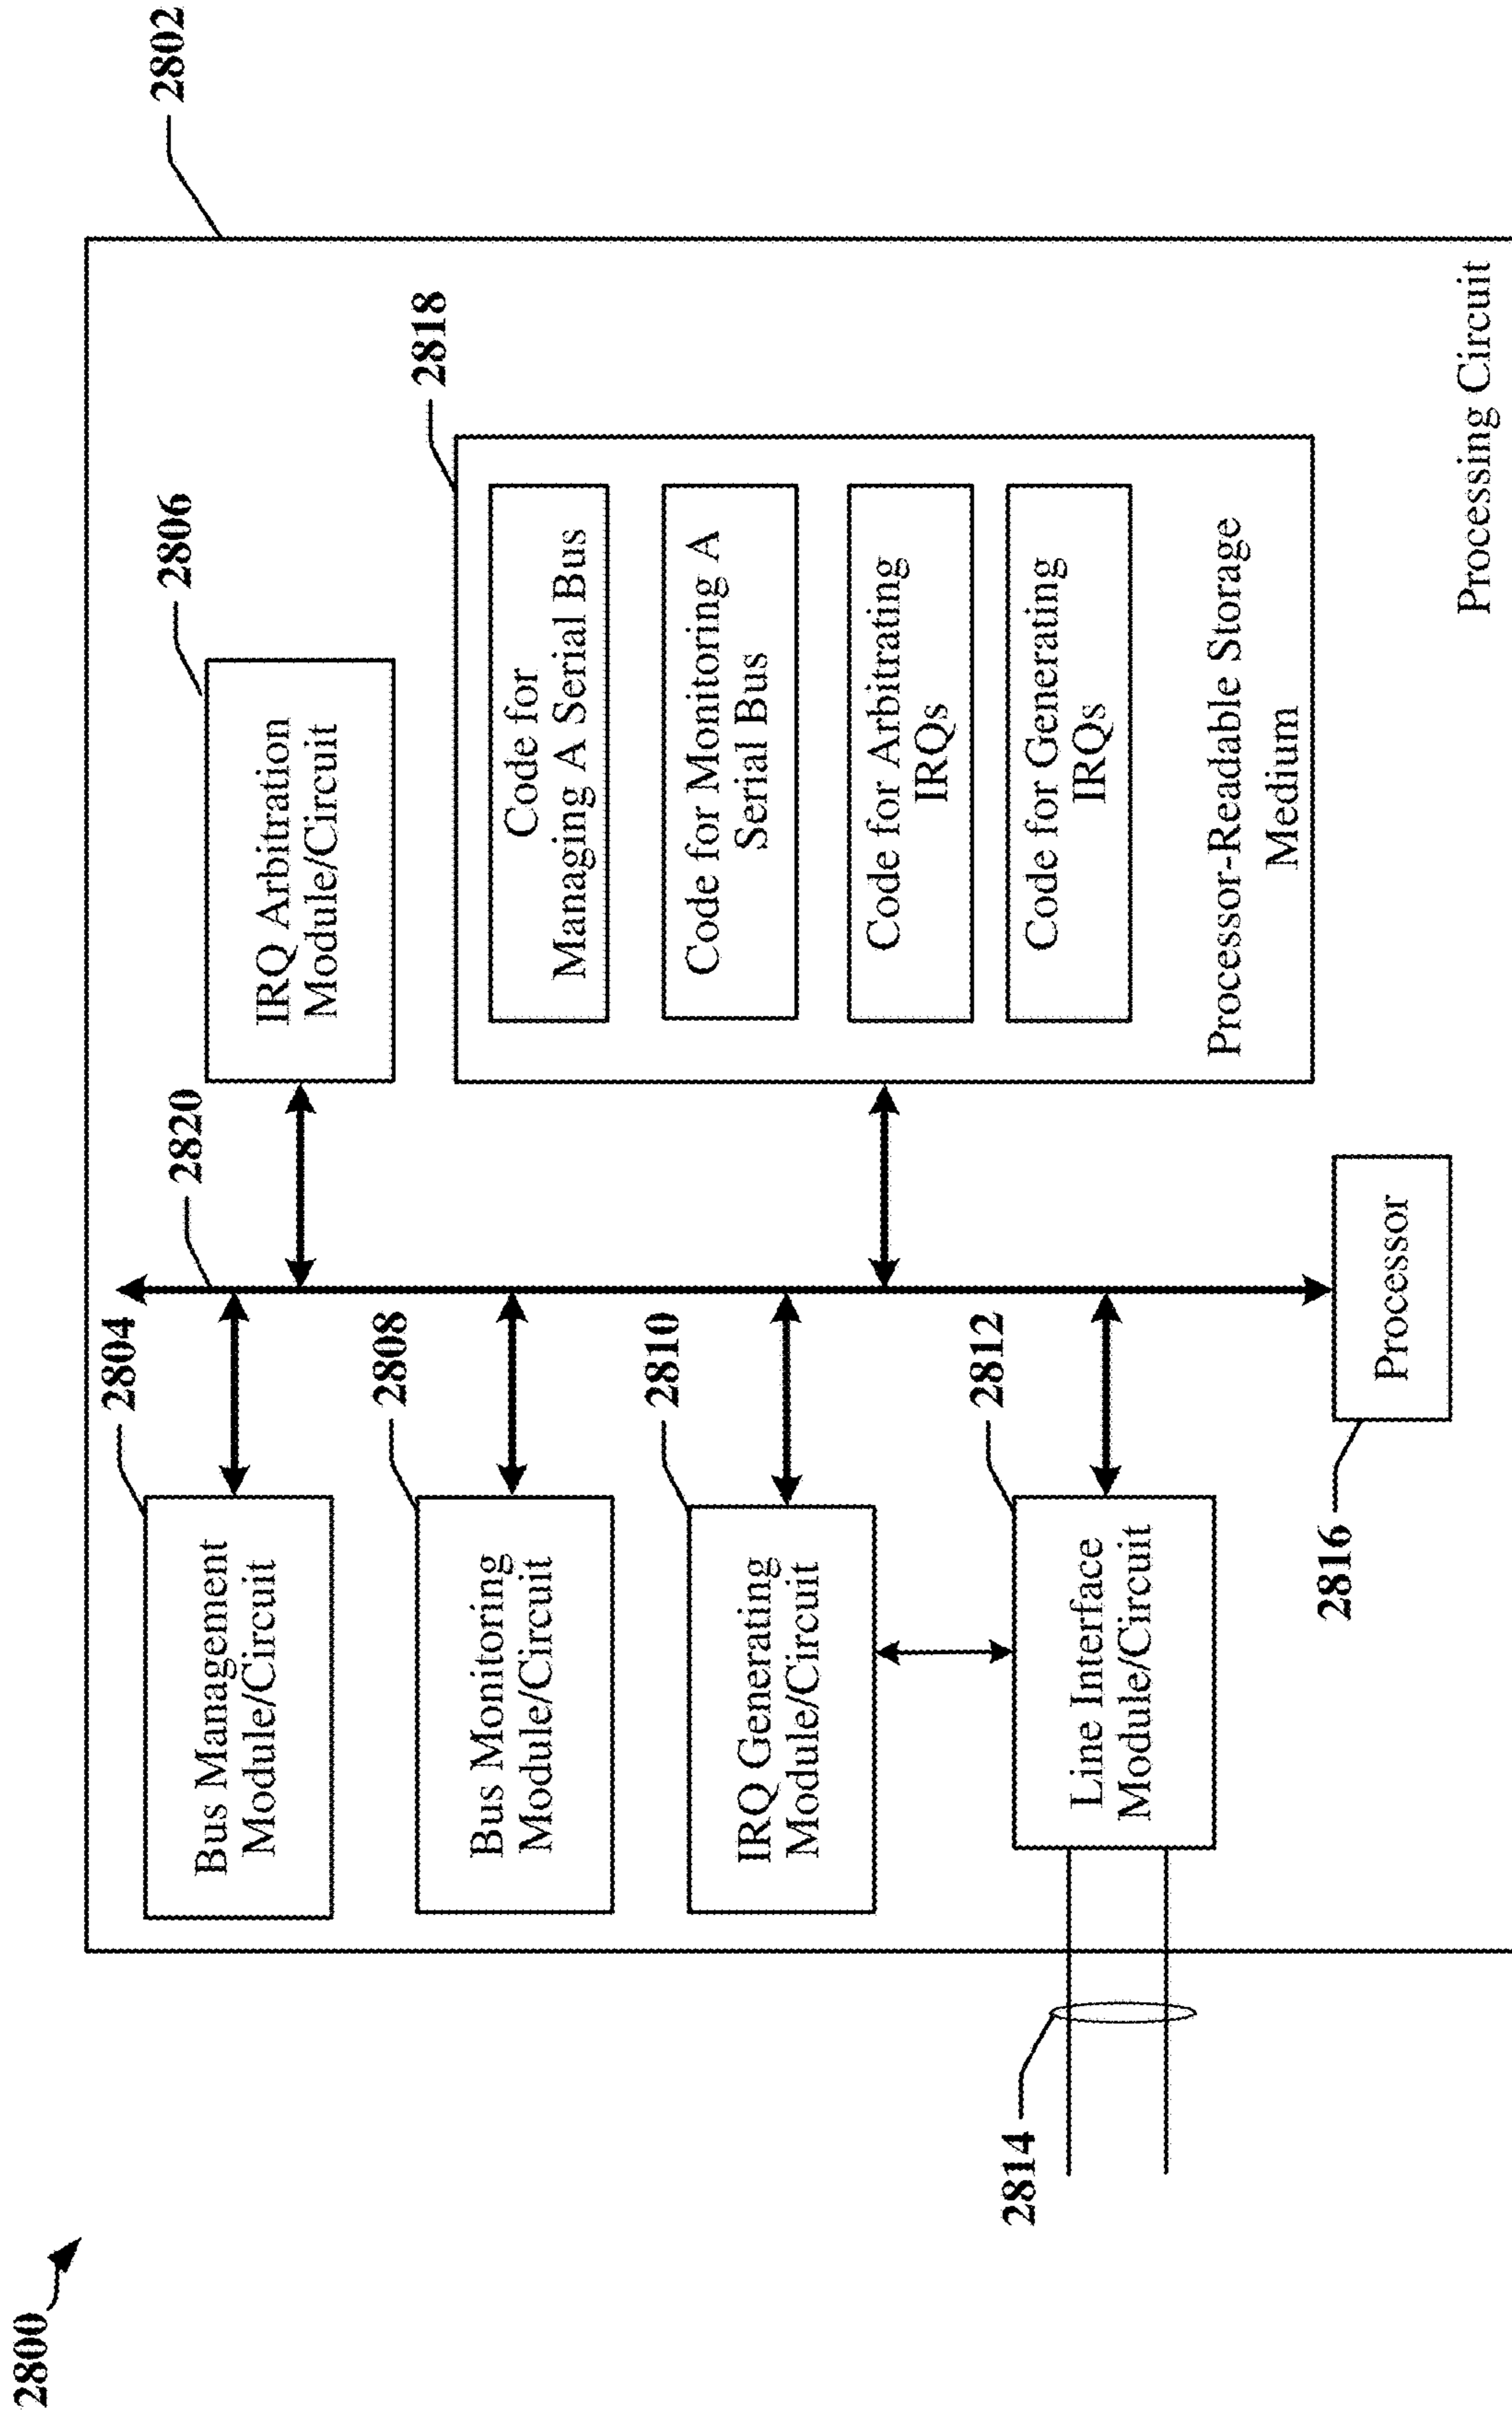 2800
2802
2804
Bus Management
Module/Circuit
2820
2806
IRQ Arbitration
Module/Circuit
2808
Bus Monitoring
Module/Circuit
2818
Code for
Managing A Serial Bus
Code for Monitoring A
Serial Bus
Code for Arbitrating
IRQs
Code for Generating
IRQs
Processor-Readable Storage
Medium
2810
IRQ Generating
Module/Circuit
2812
Line Interface
Module/Circuit
2814
2816
Processor
Processing Circuit